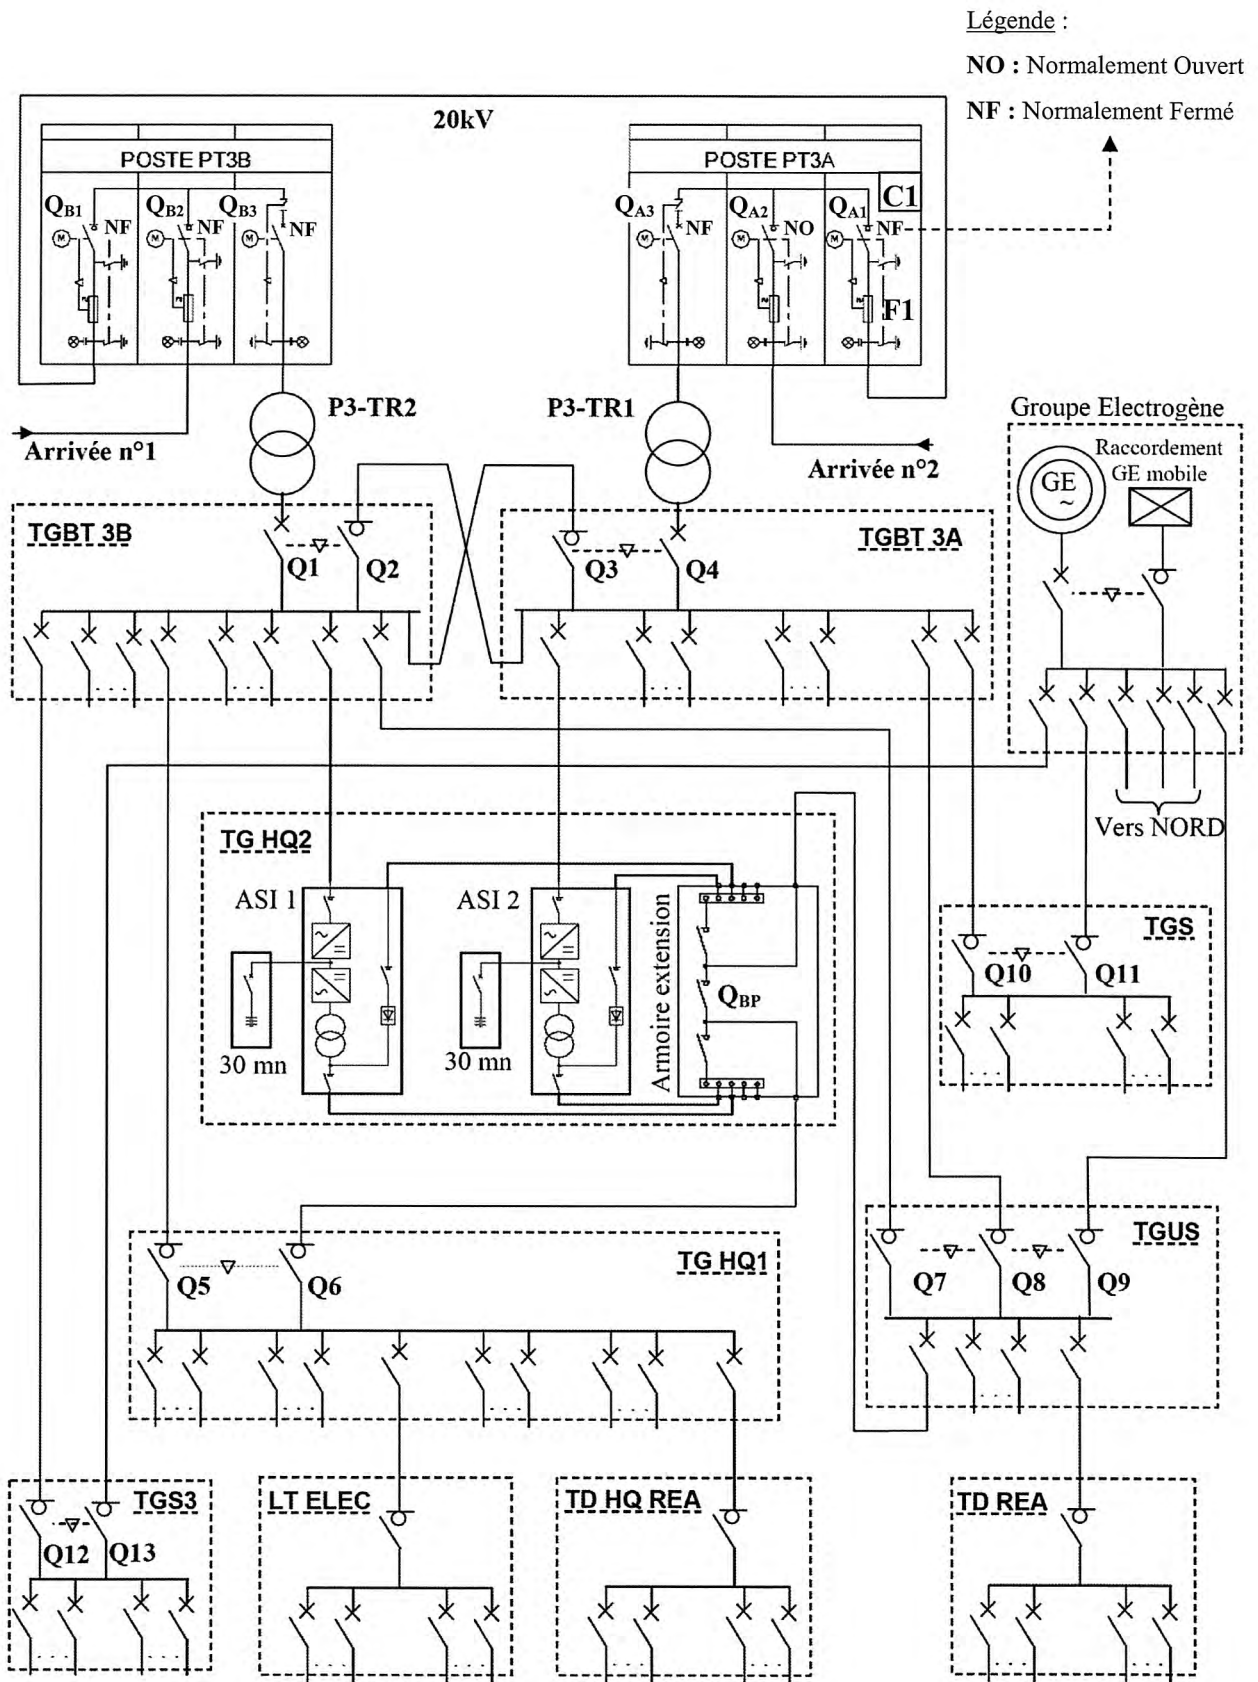 Légende :
NO : Normalement Ouvert
NF : Normalement Fermé
20kV
POSTE PT3B
POSTE PT3A
C1
QB1 NF
QB2 NF
QB3 NF
QA3 NF
QA2 NO
QA1 NF
M
M
M
M
F1
P3-TR2
P3-TR1
Arrivée n°1
Arrivée n°2
Groupe Electrogène
Raccordement
GE mobile
GE
~
TGBT 3B
TGBT 3A
Q1
Q2
Q3
Q4
Vers NORD
TG HQ2
ASI 1
ASI 2
Armoire extension
QBP
30 mn
30 mn
TGS
Q10
Q11
TG HQ1
Q5
Q6
TGUS
Q7
Q8
Q9
TGS3
Q12
Q13
LT ELEC
TD HQ REA
TD REA